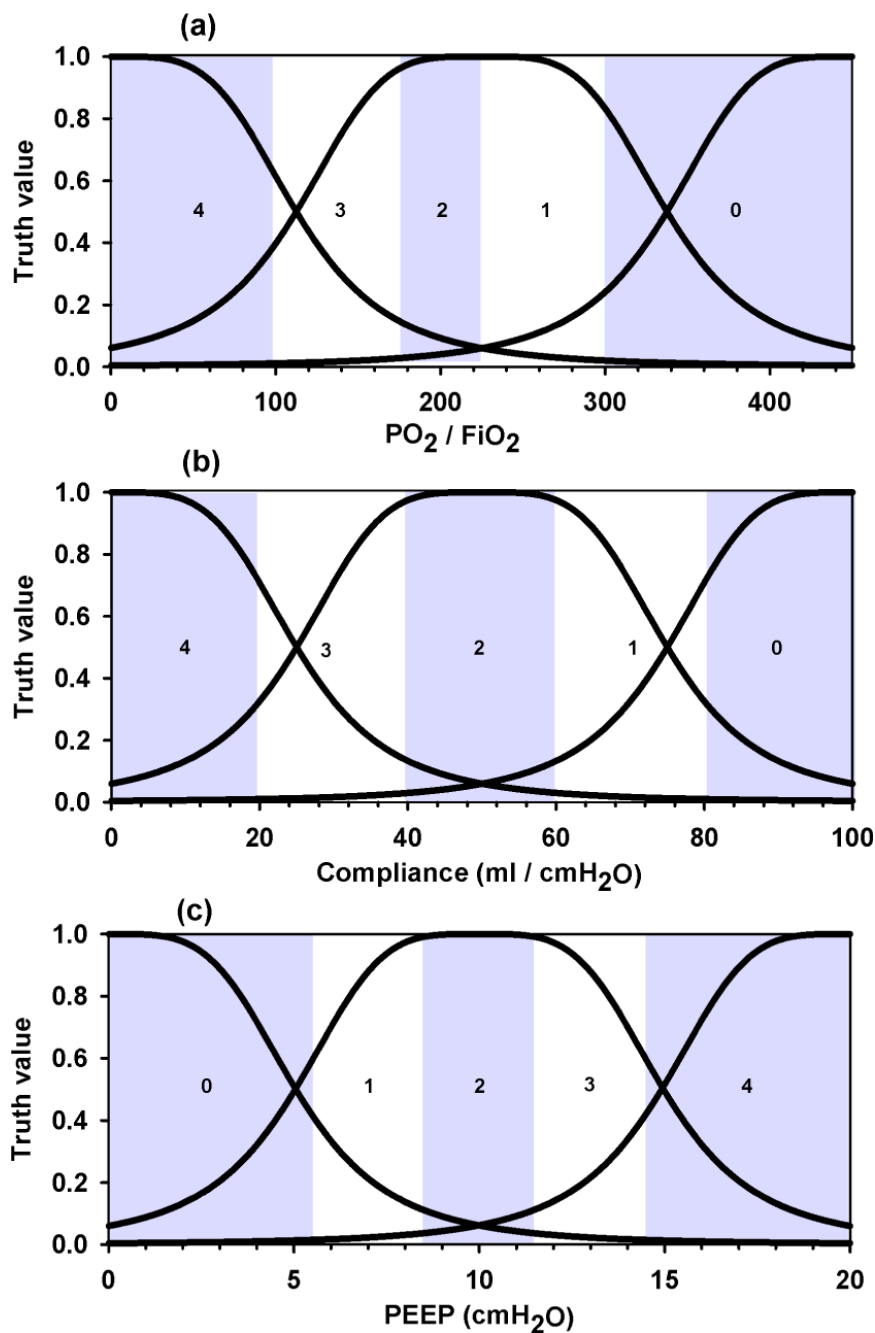 (a)
1.0
0.8
0.6
0.4
0.2
0.0
Truth value
4 3 2 1 0
0 100 200 300 400
PO2 / FiO2
(b)
1.0
0.8
0.6
0.4
0.2
0.0
Truth value
4 3 2 1 0
0 20 40 60 80 100
Compliance (ml / cmH2O)
(c)
1.0
0.8
0.6
0.4
0.2
0.0
Truth value
0 1 2 3 4
0 5 10 15 20
PEEP (cmH2O)